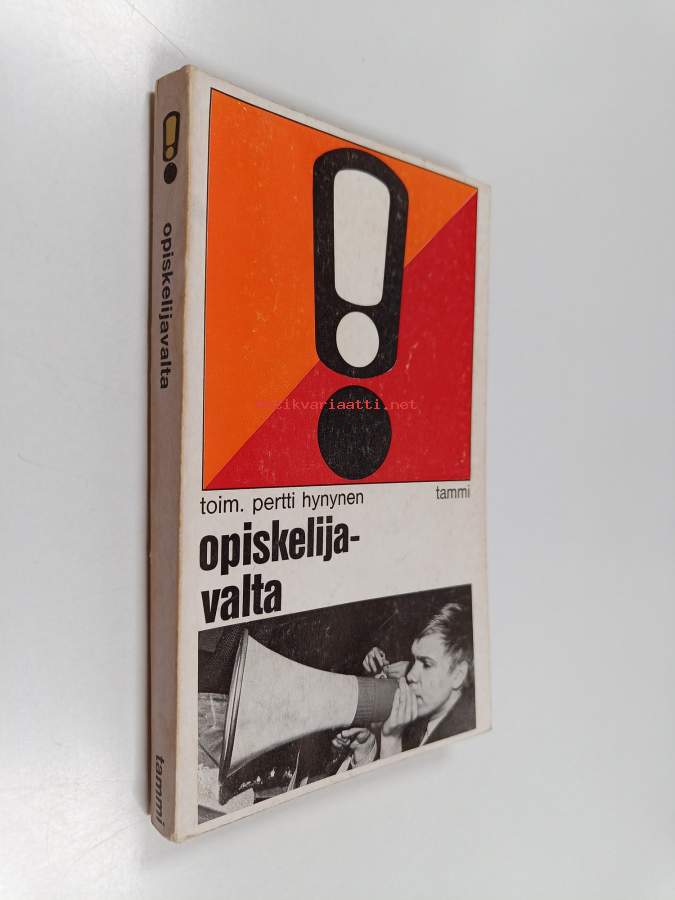 opiskelijavalta
tammi
toim. pertti hynynen
tammi
opiskelija-
valta
antikvariaatti.net